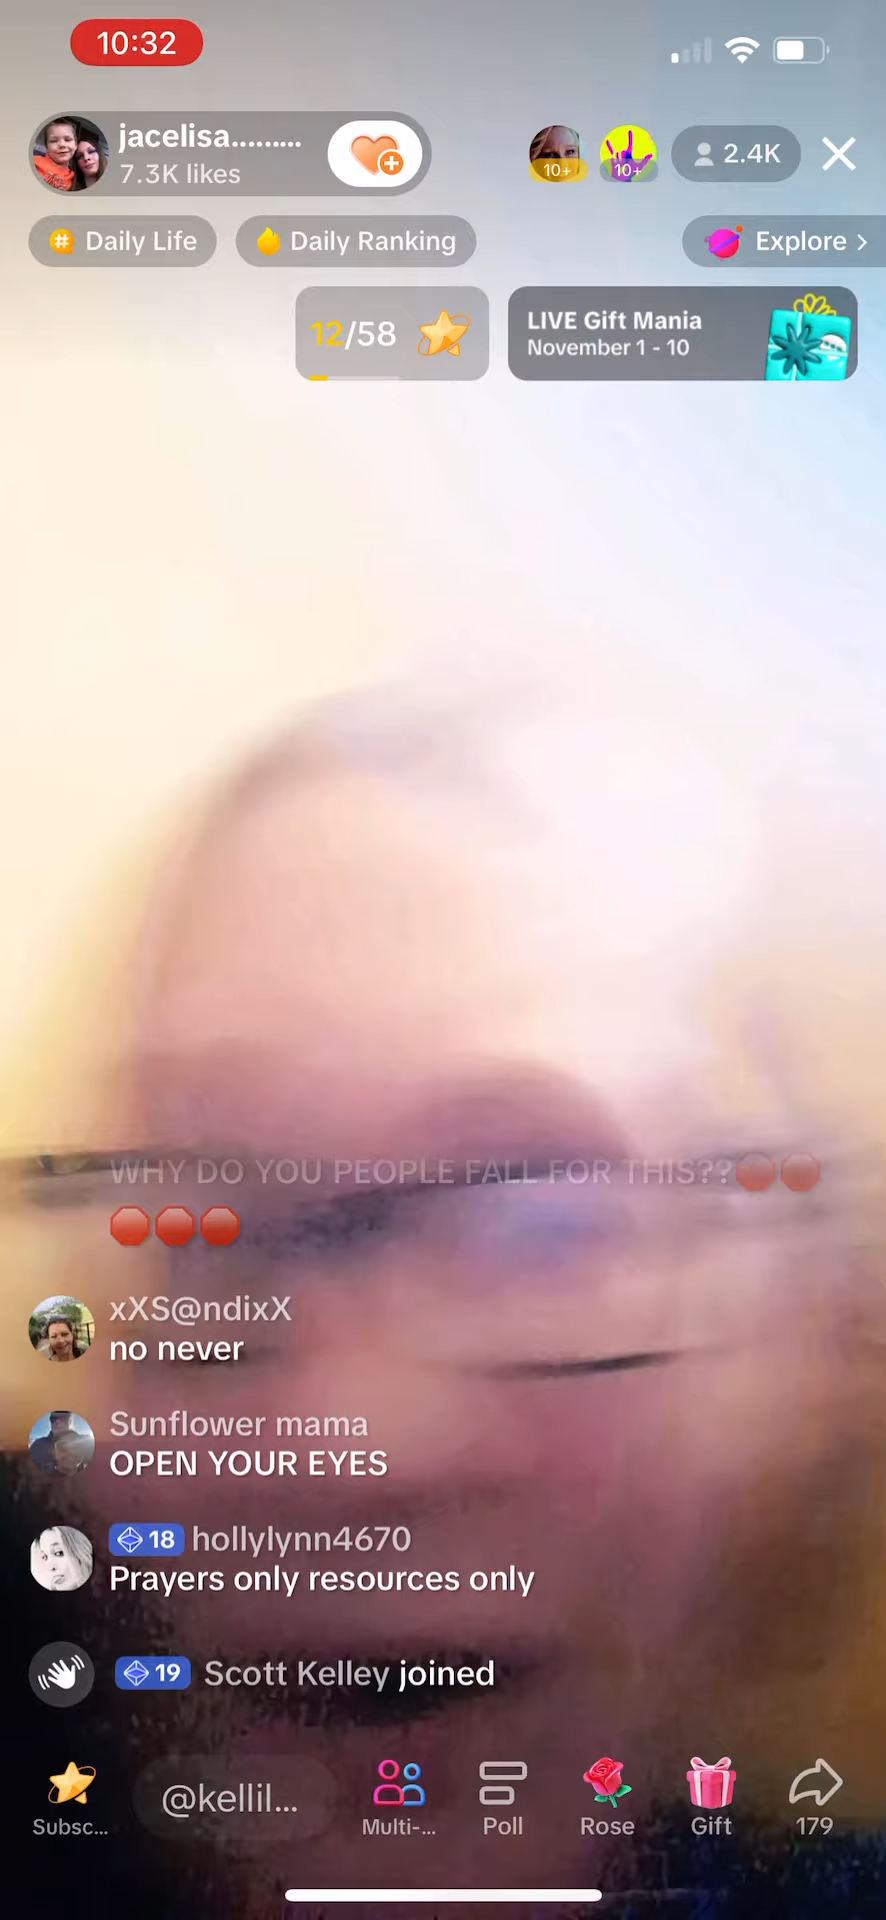 10:32
jacelisa.........
7.3K likes
10+
10+
2.4K
Daily Life
Daily Ranking
Explore >
12/58
LIVE Gift Mania
November 1 - 10
WHY DO YOU PEOPLE FALL FOR THIS??🛑🛑
🛑🛑🛑
xXS@ndixX
no never
Sunflower mama
OPEN YOUR EYES
18 hollylynn4670
Prayers only resources only
19 Scott Kelley joined
@kellil...
Subsc...
Multi-...
Poll
Rose
Gift
179